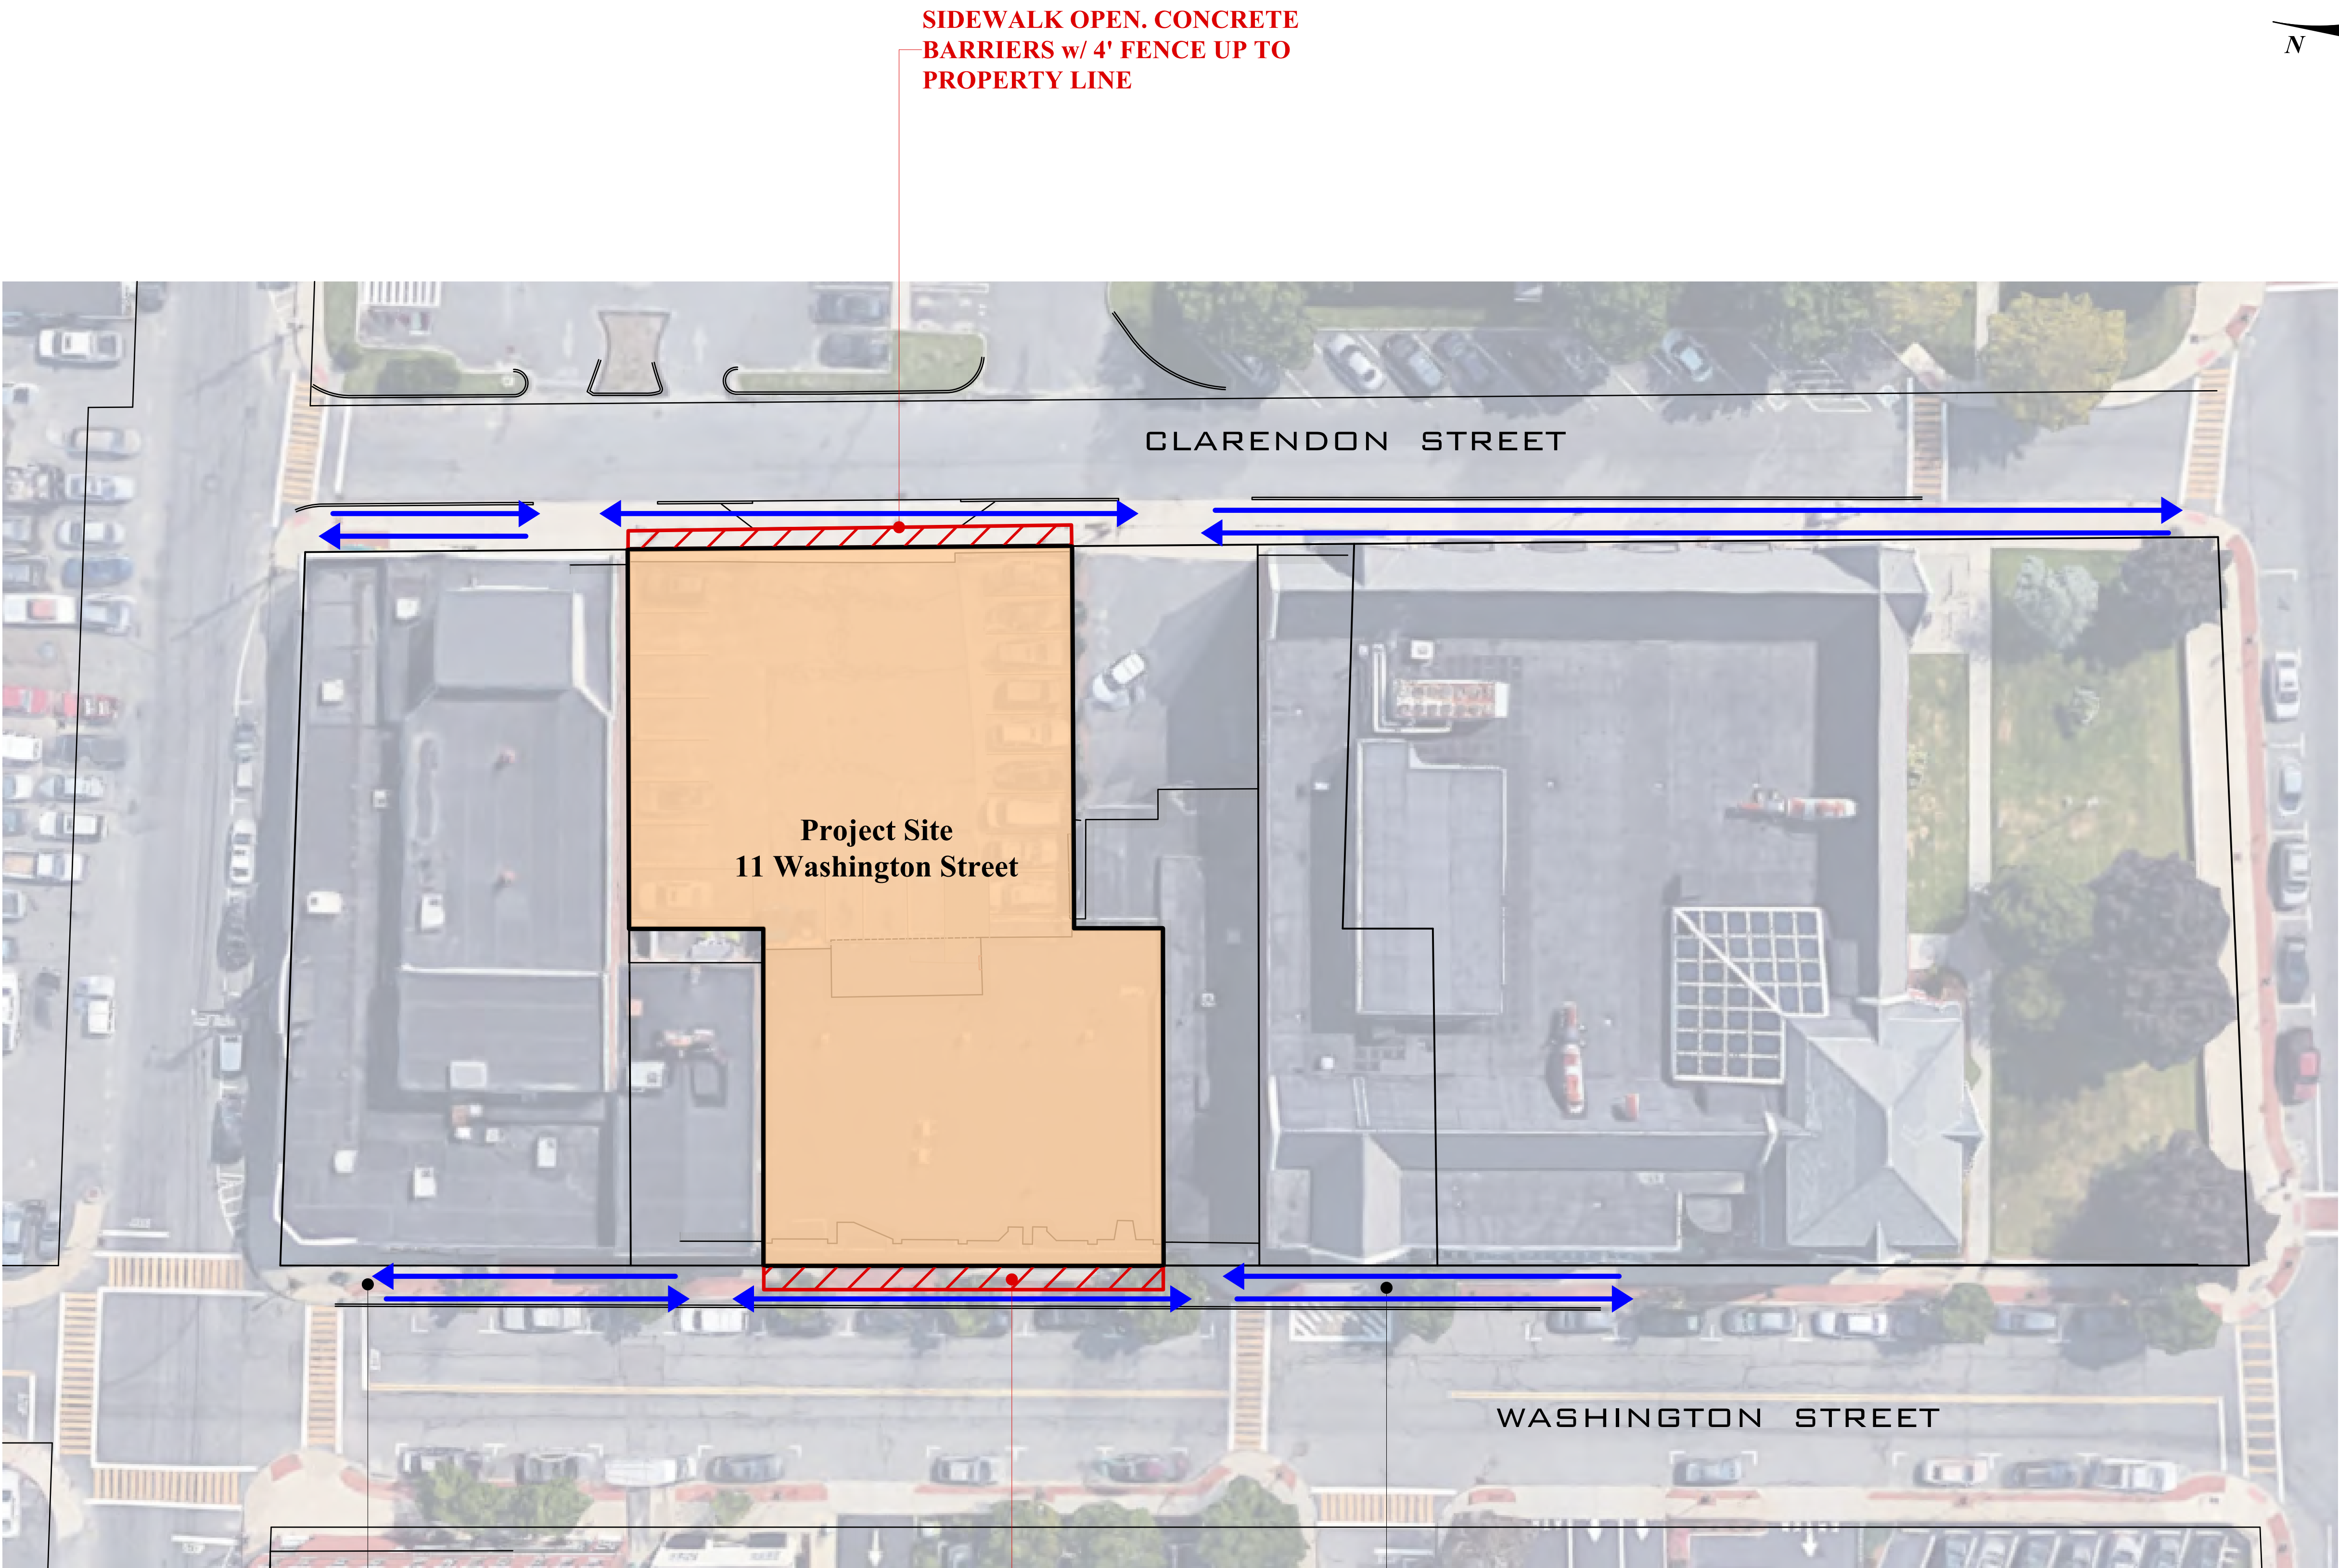 SIDEWALK OPEN. CONCRETE
BARRIERS w/ 4' FENCE UP TO
PROPERTY LINE
N
CLARENDON STREET
Project Site
11 Washington Street
WASHINGTON STREET